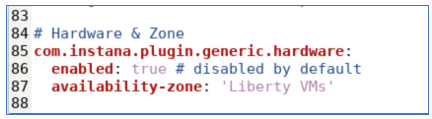 83
84 # Hardware & Zone
85 com.instana.plugin.generic.hardware:
86   enabled: true # disabled by default
87   availability-zone: 'Liberty VMs'
88